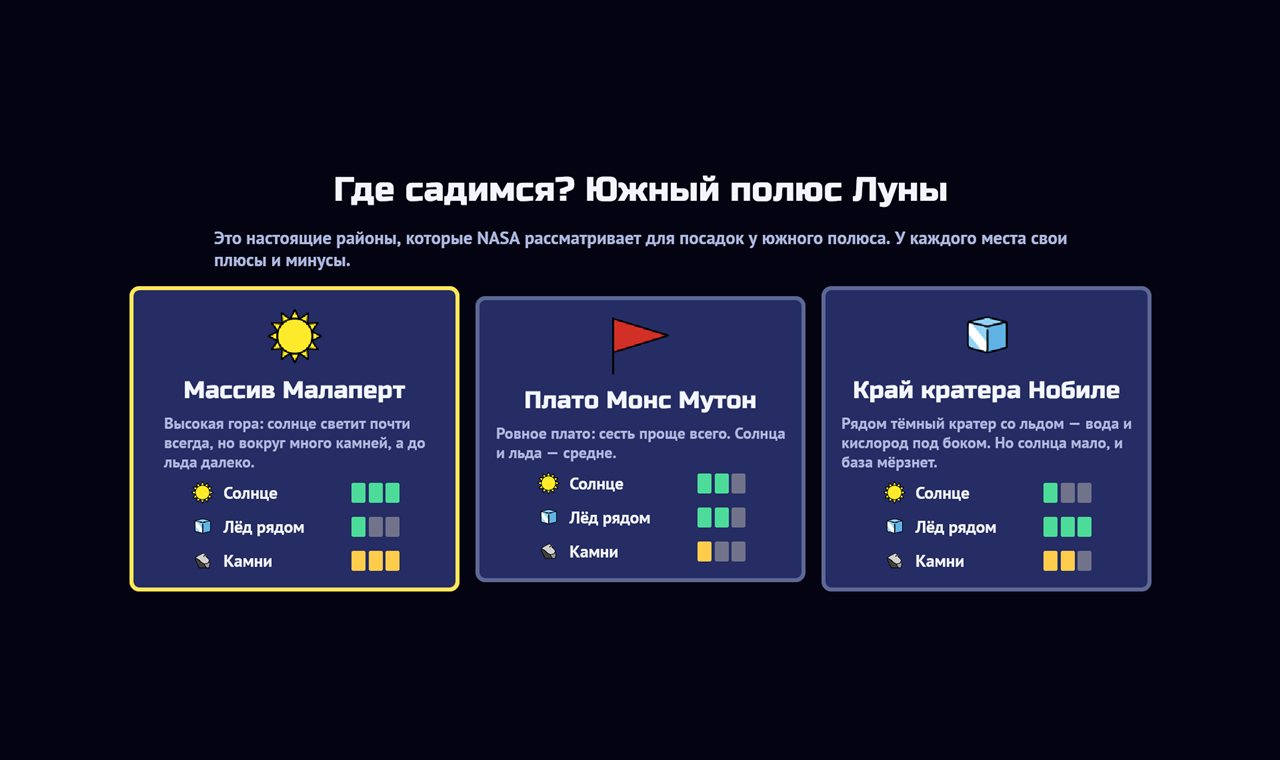 Где садимся? Южный полюс Луны
Это настоящие районы, которые NASA рассматривает для посадок у южного полюса. У каждого места свои
плюсы и минусы.
Массив Малаперт
Высокая гора: солнце светит почти
всегда, но вокруг много камней, а до
льда далеко.
Солнце
Лёд рядом
Камни
Плато Монс Мутон
Ровное плато: сесть проще всего. Солнца
и льда — средне.
Солнце
Лёд рядом
Камни
Край кратера Нобиле
Рядом тёмный кратер со льдом — вода и
кислород под боком. Но солнца мало, и
база мёрзнет.
Солнце
Лёд рядом
Камни